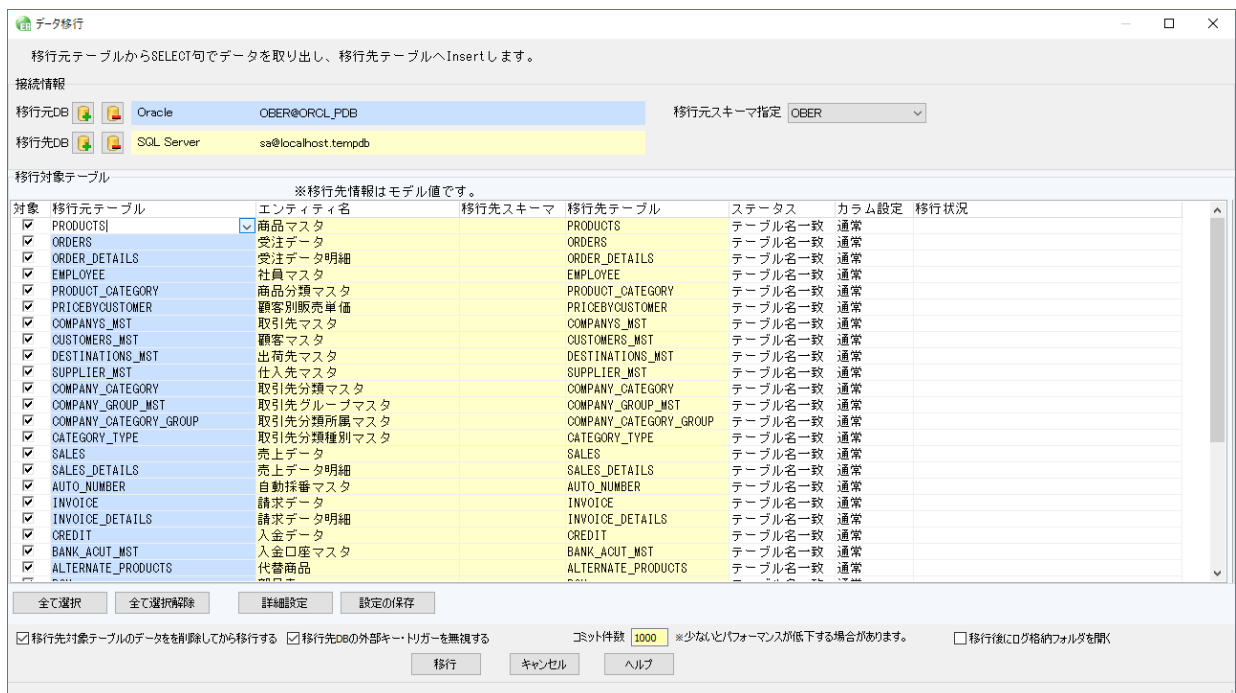 データ移行
移行元テーブルからSELECT句でデータを取り出し、移行先テーブルへInsertします。
接続情報
移行元DB Oracle OBER@ORCL_PDB 移行元スキーマ指定 OBER
移行先DB SQL Server sa@localhost.tempdb
移行対象テーブル
※移行先情報はモデル値です。
対象 移行元テーブル エンティティ名 移行先スキーマ 移行先テーブル ステータス カラム設定 移行状況
PRODUCTS 商品マスタ PRODUCTS テーブル名一致 通常
ORDERS 受注データ ORDERS テーブル名一致 通常
ORDER_DETAILS 受注データ明細 ORDER_DETAILS テーブル名一致 通常
EMPLOYEE 社員マスタ EMPLOYEE テーブル名一致 通常
PRODUCT_CATEGORY 商品分類マスタ PRODUCT_CATEGORY テーブル名一致 通常
PRICEBYCUSTOMER 顧客別販売単価 PRICEBYCUSTOMER テーブル名一致 通常
COMPANYS_MST 取引先マスタ COMPANYS_MST テーブル名一致 通常
CUSTOMERS_MST 顧客マスタ CUSTOMERS_MST テーブル名一致 通常
DESTINATIONS_MST 出荷先マスタ DESTINATIONS_MST テーブル名一致 通常
SUPPLIER_MST 仕入先マスタ SUPPLIER_MST テーブル名一致 通常
COMPANY_CATEGORY 取引先分類マスタ COMPANY_CATEGORY テーブル名一致 通常
COMPANY_GROUP_MST 取引先グループマスタ COMPANY_GROUP_MST テーブル名一致 通常
COMPANY_CATEGORY_GROUP 取引先分類所属マスタ COMPANY_CATEGORY_GROUP テーブル名一致 通常
CATEGORY_TYPE 取引先分類種別マスタ CATEGORY_TYPE テーブル名一致 通常
SALES 売上データ SALES テーブル名一致 通常
SALES_DETAILS 売上データ明細 SALES_DETAILS テーブル名一致 通常
AUTO_NUMBER 自動採番マスタ AUTO_NUMBER テーブル名一致 通常
INVOICE 請求データ INVOICE テーブル名一致 通常
INVOICE_DETAILS 請求データ明細 INVOICE_DETAILS テーブル名一致 通常
CREDIT 入金データ CREDIT テーブル名一致 通常
BANK_ACUT_MST 入金口座マスタ BANK_ACUT_MST テーブル名一致 通常
ALTERNATE_PRODUCTS 代替商品 ALTERNATE_PRODUCTS テーブル名一致 通常
全て選択 全て選択解除 詳細設定 設定の保存
移行先対象テーブルのデータをを削除してから移行する 移行先DBの外部キー・トリガーを無視する コミット件数 1000 ※少ないとパフォーマンスが低下する場合があります。 移行後にログ格納フォルダを開く
移行 キャンセル ヘルプ